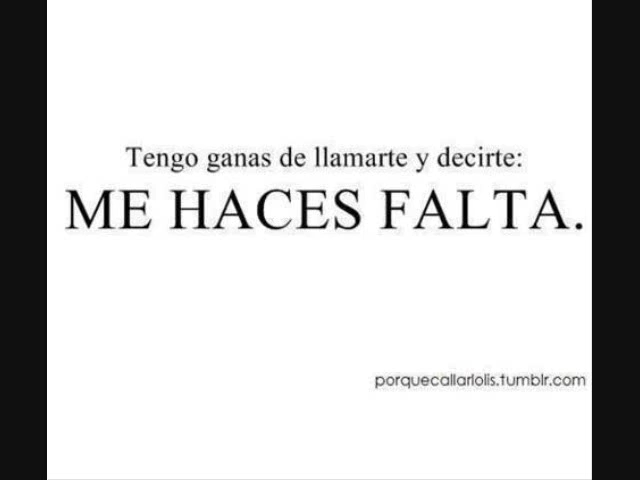 Tengo ganas de llamarte y decirte:
ME HACES FALTA.
porquecallarlolis.tumblr.com